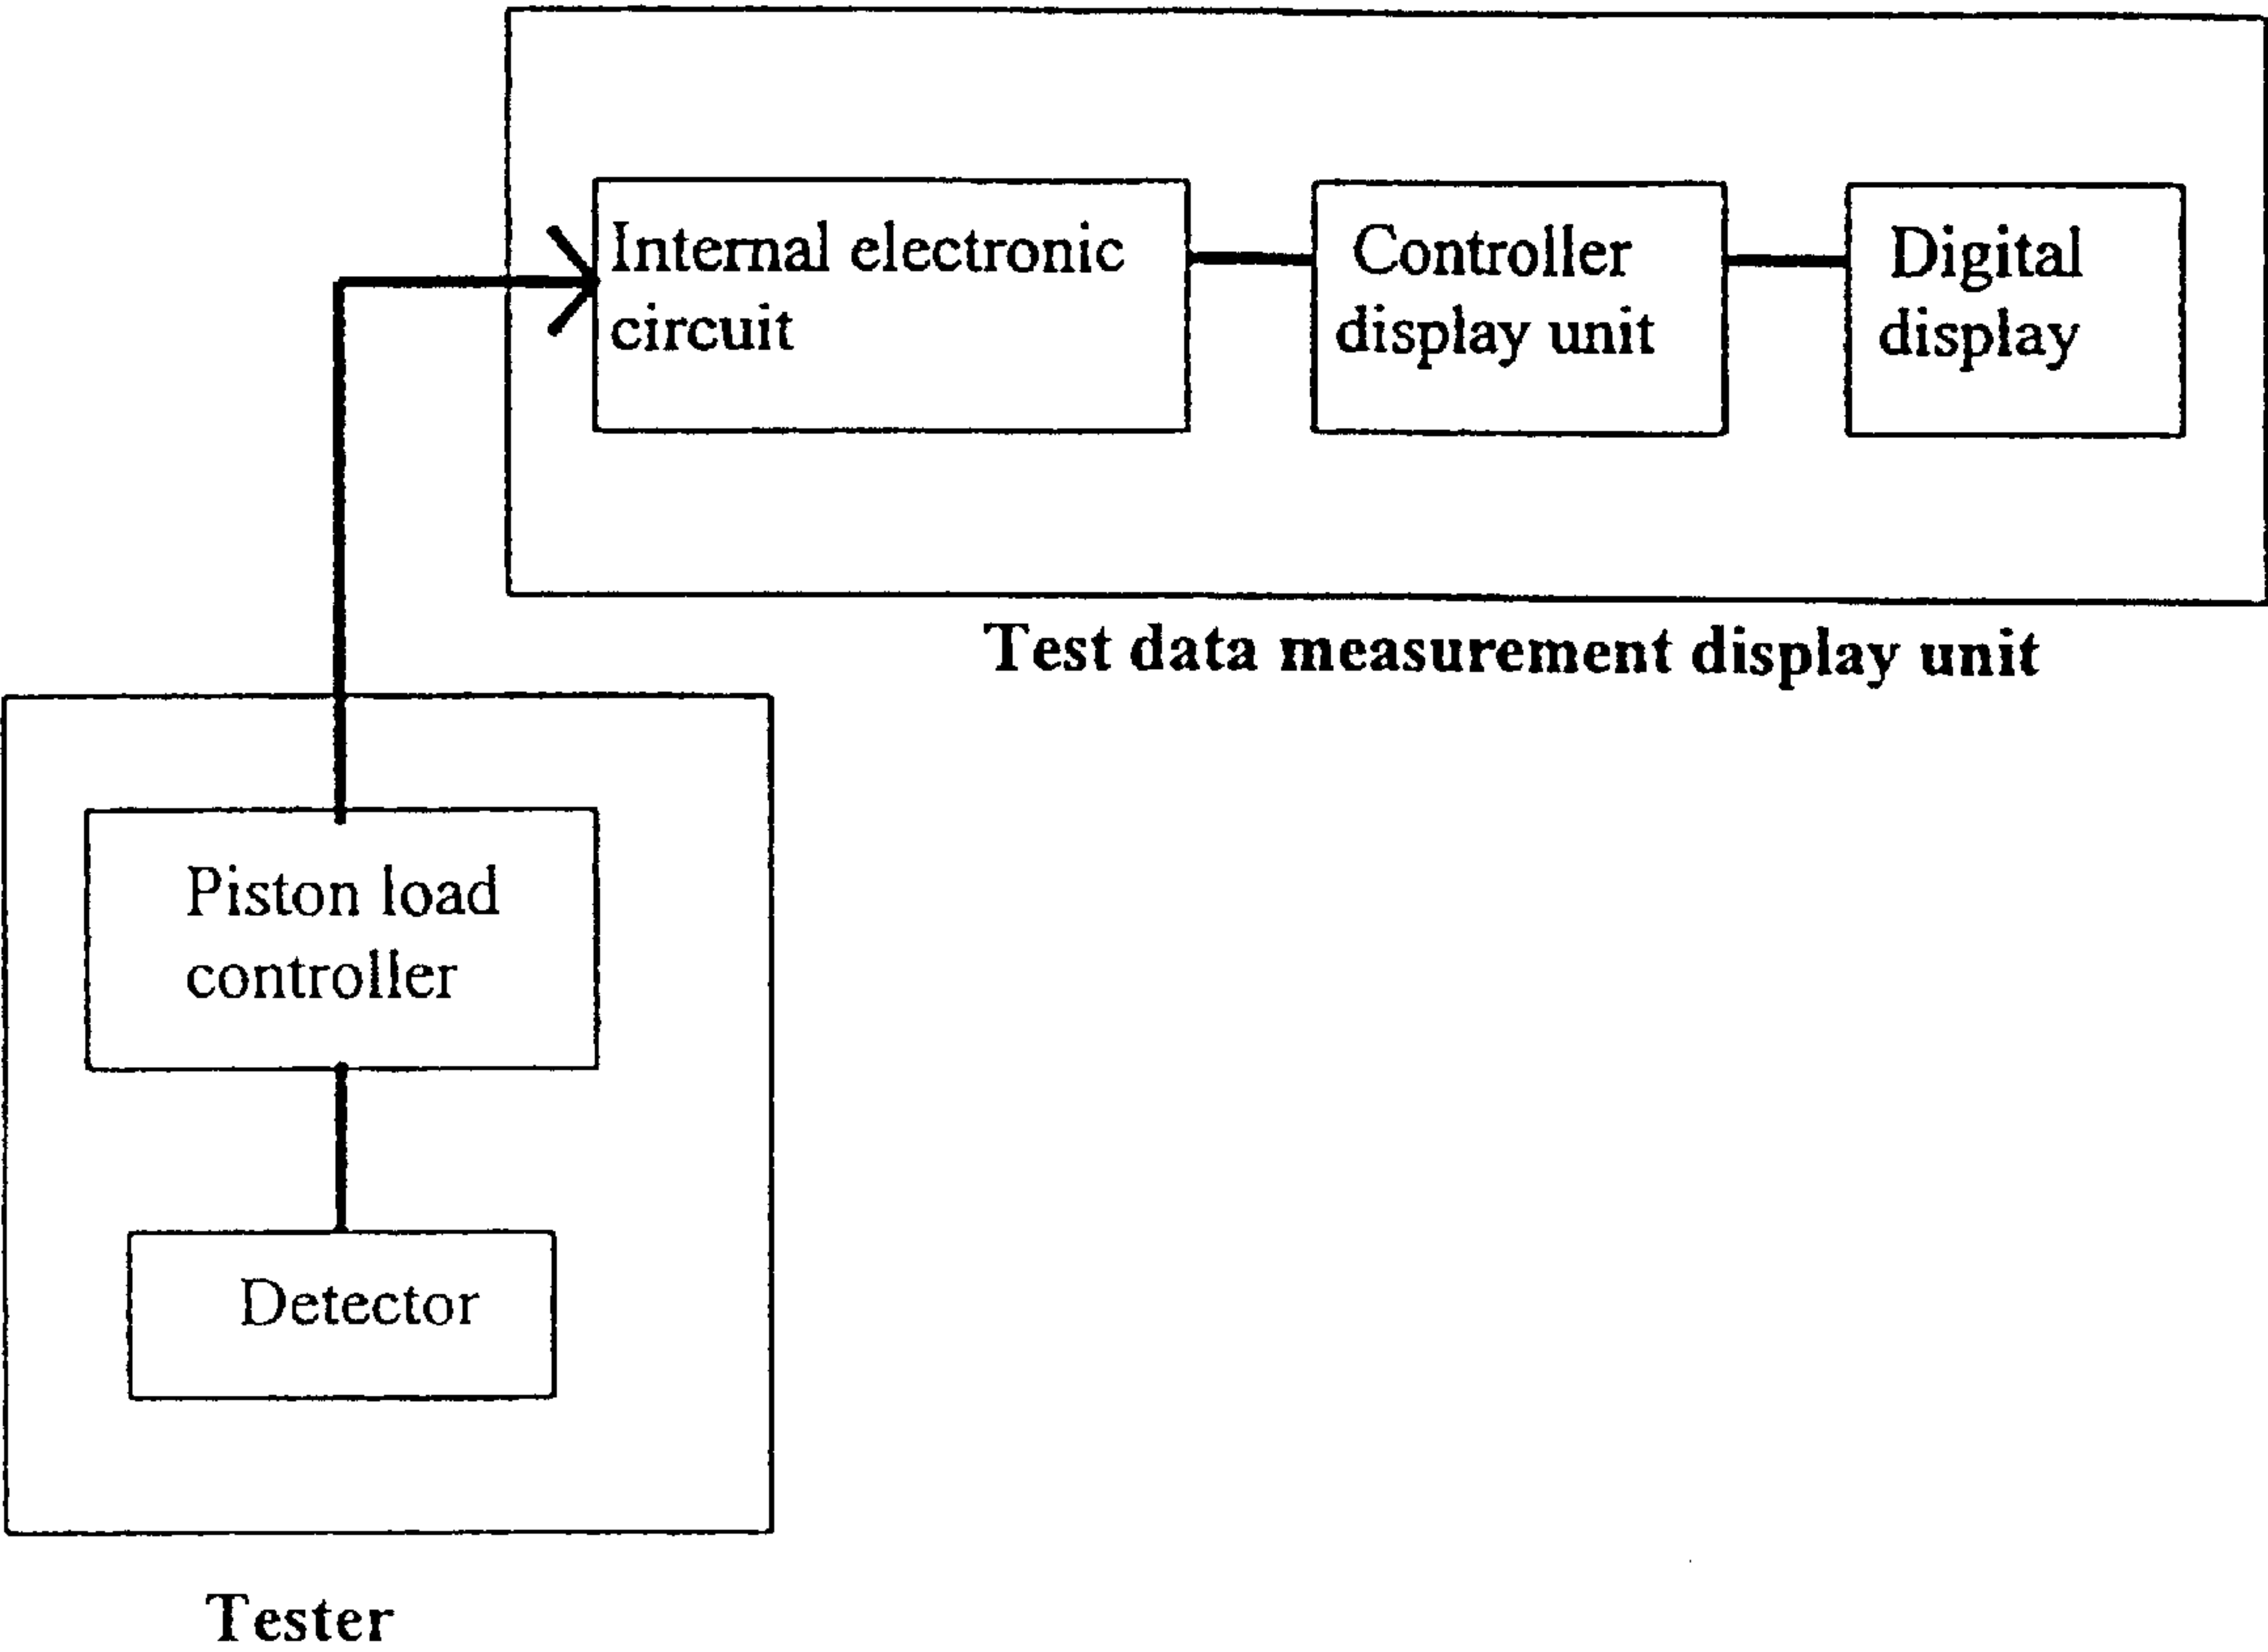 Internal electronic
circuit
Controller
display unit
Digital
display
Test data measurement display unit
Piston load
controller
Detector
Tester